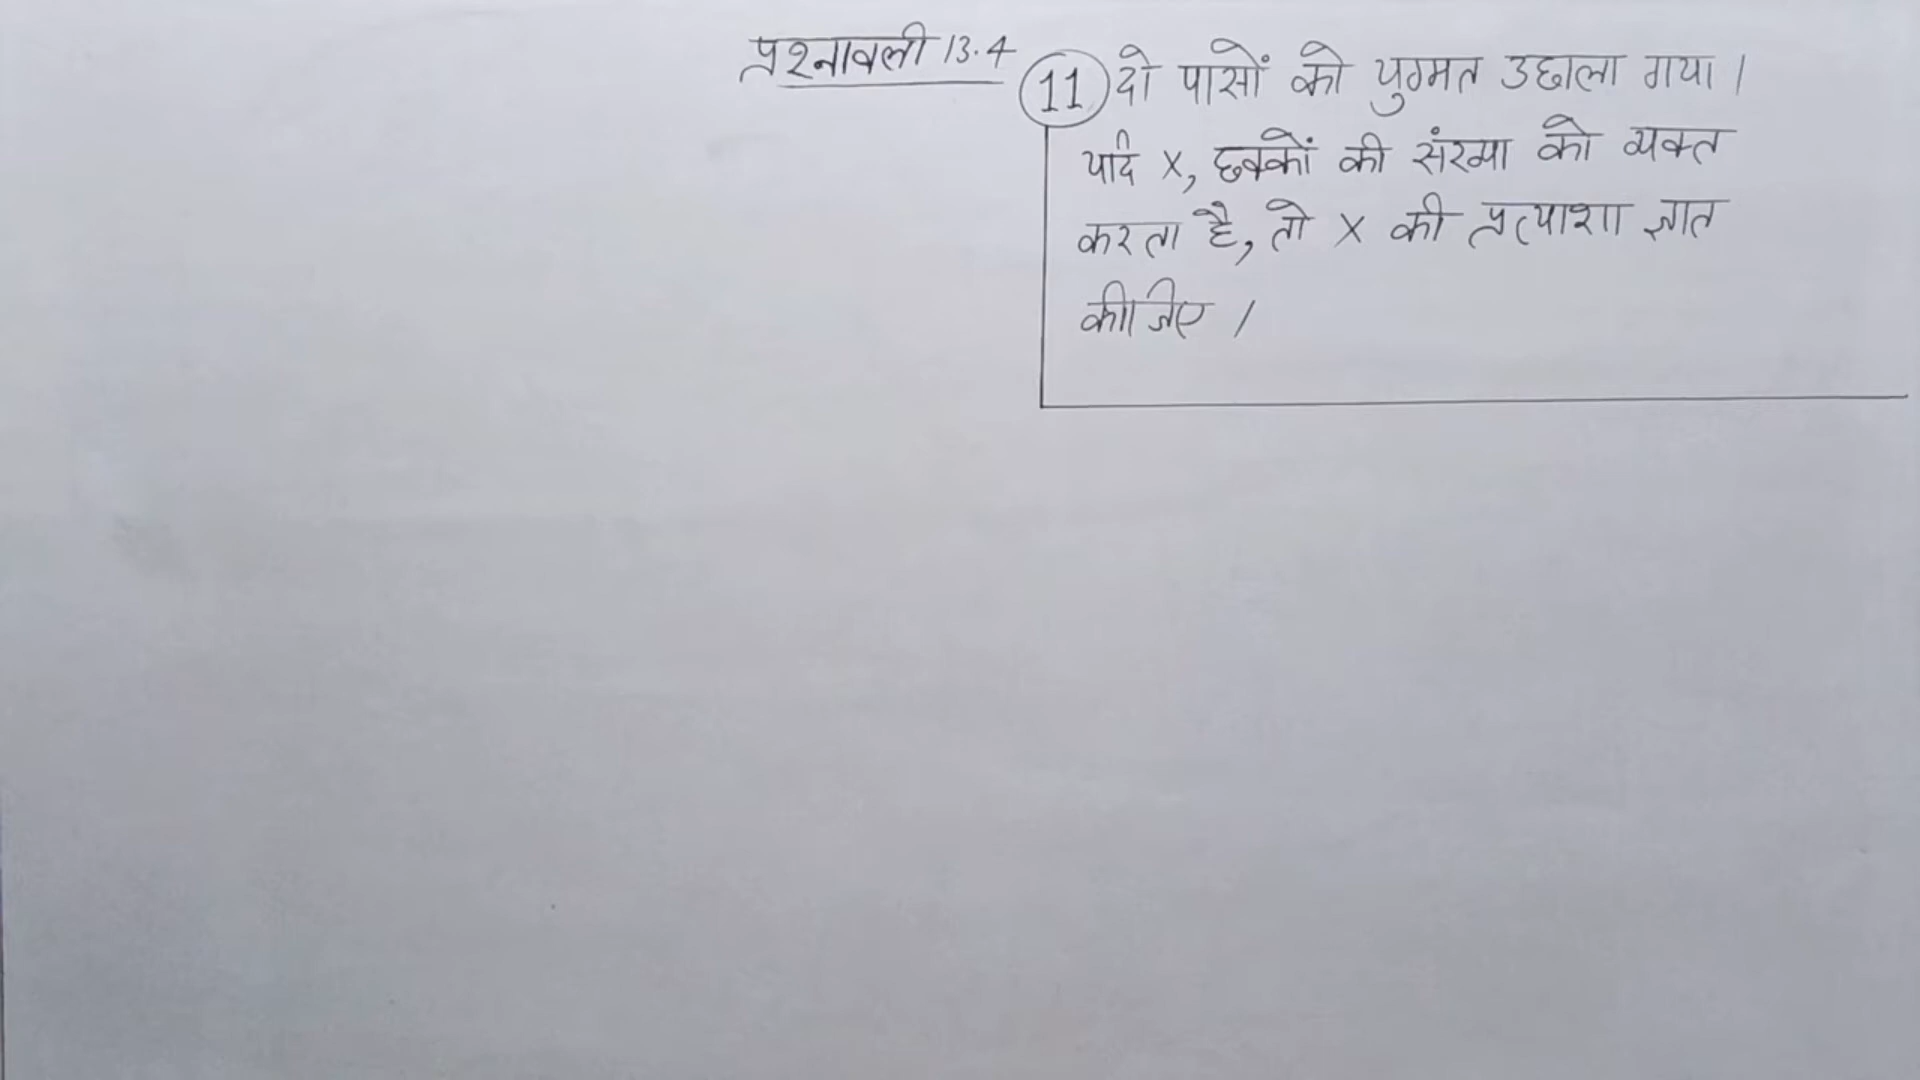 प्रश्नावली 13.4
11 दो पासों को युग्मत उछाला गया।
यदि X, छक्कों की संख्या को व्यक्त
करता है, तो X की प्रत्याशा ज्ञात
कीजिए।